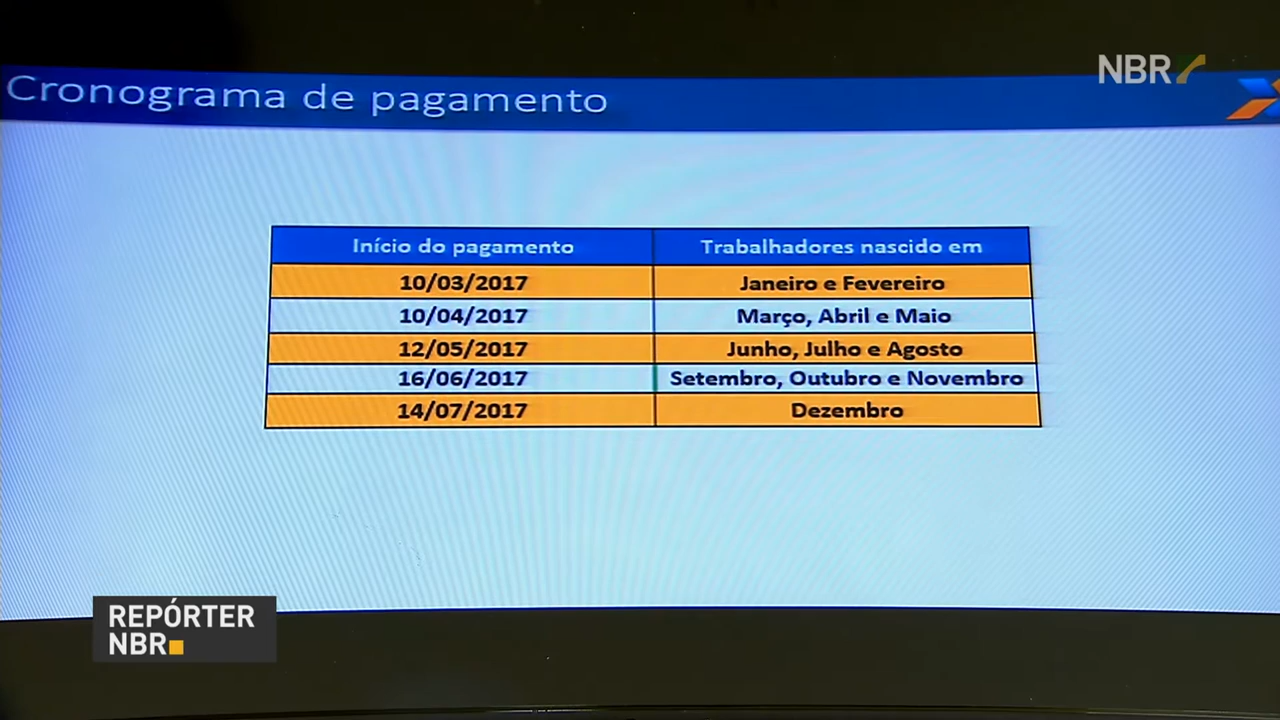 NBR
Cronograma de pagamento
Início do pagamento Trabalhadores nascido em
10/03/2017 Janeiro e Fevereiro
10/04/2017 Março, Abril e Maio
12/05/2017 Junho, Julho e Agosto
16/06/2017 Setembro, Outubro e Novembro
14/07/2017 Dezembro
REPÓRTER
NBR